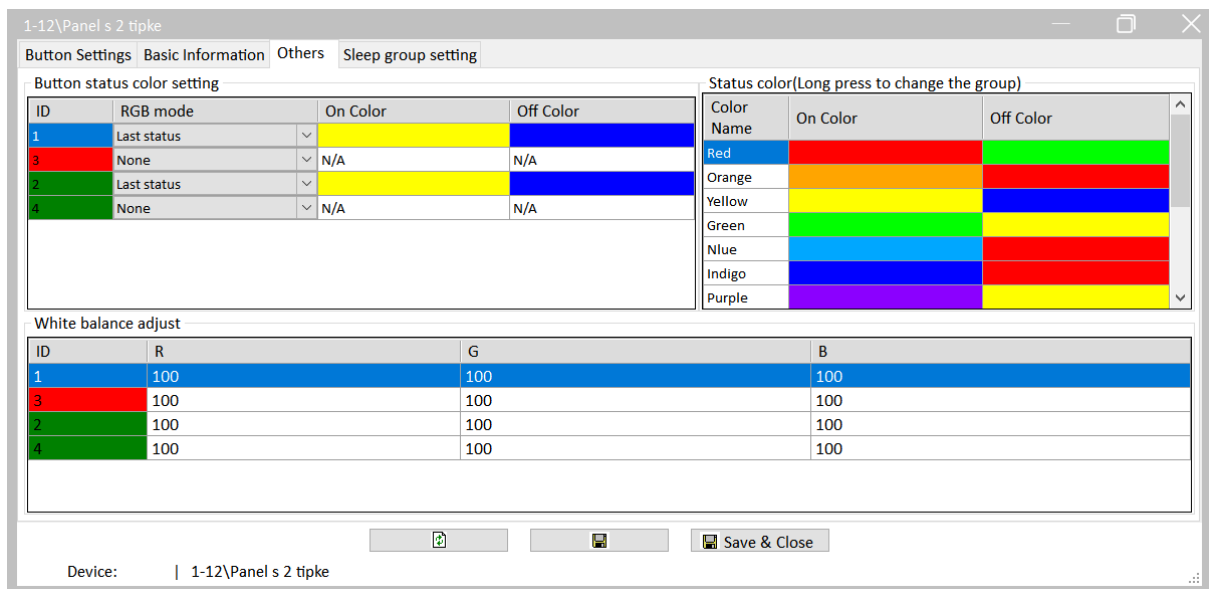 1-12\Panel s 2 tipke
Button Settings Basic Information Others Sleep group setting
Button status color setting
ID RGB mode On Color Off Color
1 Last status
3 None N/A N/A
2 Last status
4 None N/A N/A
Status color(Long press to change the group)
Color Name On Color Off Color
Red
Orange
Yellow
Green
Nlue
Indigo
Purple
White balance adjust
ID R G B
1 100 100 100
3 100 100 100
2 100 100 100
4 100 100 100
Save & Close
Device: | 1-12\Panel s 2 tipke